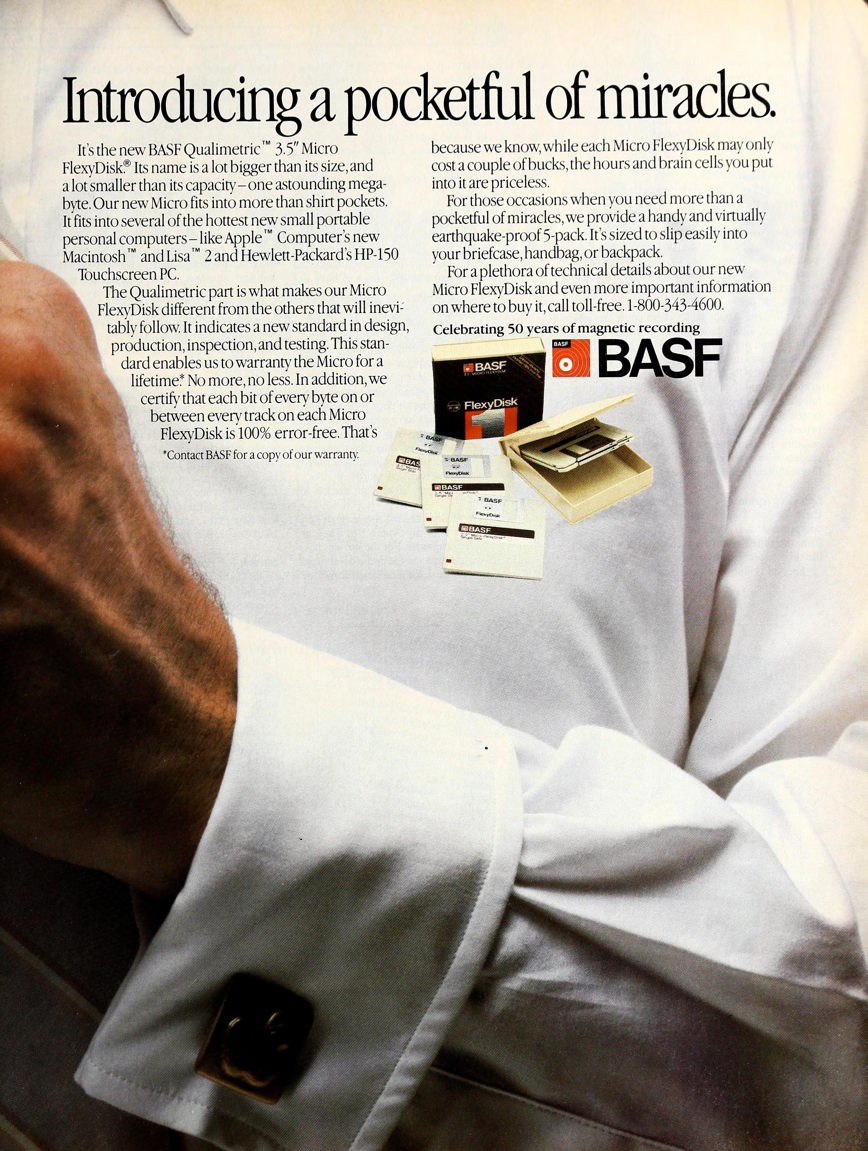 Introducing a pocketful of miracles.
It's the new BASF Qualimetric™ 3.5" Micro
FlexyDisk.® Its name is a lot bigger than its size, and
a lot smaller than its capacity – one astounding mega-
byte. Our new Micro fits into more than shirt pockets.
It fits into several of the hottest new small portable
personal computers – like Apple™ Computer's new
Macintosh™ and Lisa™ 2 and Hewlett-Packard's HP-150
Touchscreen PC.
The Qualimetric part is what makes our Micro
FlexyDisk different from the others that will inevi-
tably follow. It indicates a new standard in design,
production, inspection, and testing. This stan-
dard enables us to warranty the Micro for a
lifetime.* No more, no less. In addition, we
certify that each bit of every byte on or
between every track on each Micro
FlexyDisk is 100% error-free. That's
*Contact BASF for a copy of our warranty.
because we know, while each Micro FlexyDisk may only
cost a couple of bucks, the hours and brain cells you put
into it are priceless.
For those occasions when you need more than a
pocketful of miracles, we provide a handy and virtually
earthquake-proof 5-pack. It's sized to slip easily into
your briefcase, handbag, or backpack.
For a plethora of technical details about our new
Micro FlexyDisk and even more important information
on where to buy it, call toll-free. 1-800-343-4600.
Celebrating 50 years of magnetic recording
BASF
BASF
BASF
FlexyDisk
1
BASF
BASF
BASF
FlexyDisk
BASF
BASF
FlexyDisk
BASF